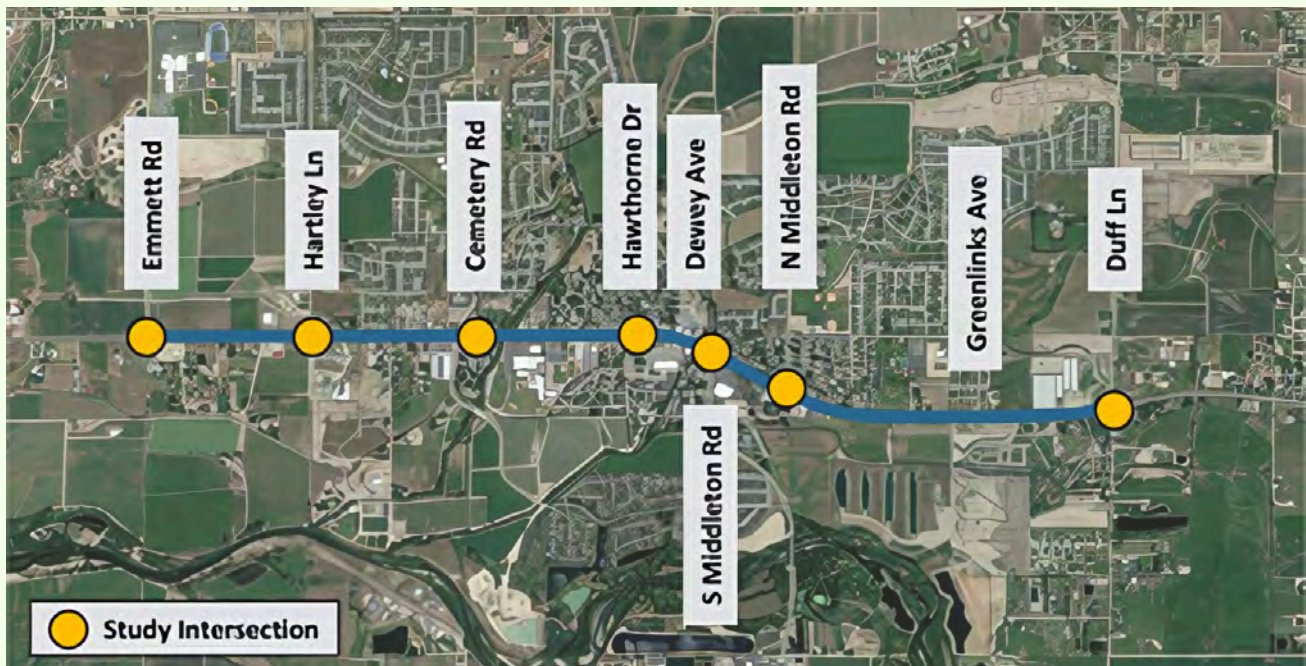 Emmett Rd
Hartley Ln
Cemetery Rd
Hawthorne Dr
Dewey Ave
N Middleton Rd
Greenlinks Ave
Duff Ln
S Middleton Rd
Study Intersection